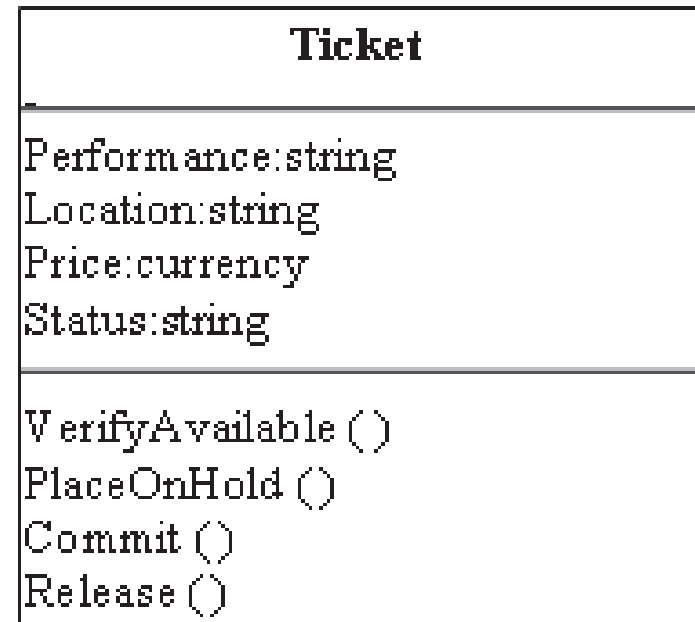 Ticket
Performance:string
Location:string
Price:currency
Status:string
VerifyAvailable ()
PlaceOnHold ()
Commit ()
Release ()